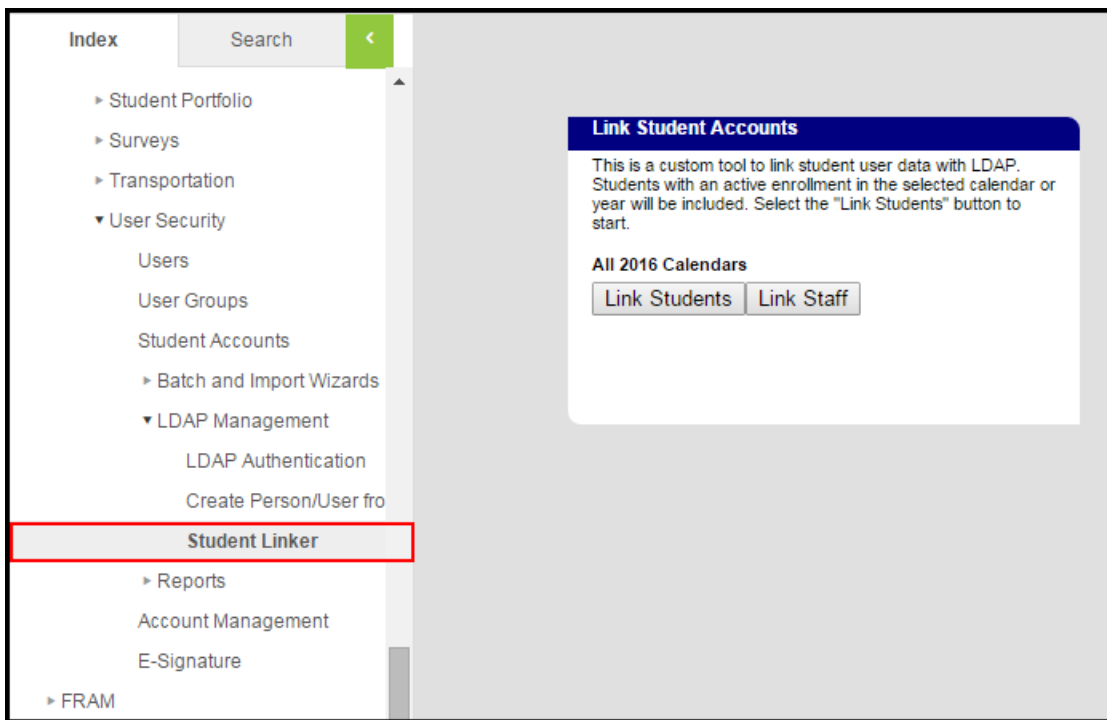 Index
Search
Student Portfolio
Surveys
Transportation
User Security
Users
User Groups
Student Accounts
Batch and Import Wizards
LDAP Management
LDAP Authentication
Create Person/User fro
Student Linker
Reports
Account Management
E-Signature
FRAM
Link Student Accounts
This is a custom tool to link student user data with LDAP.
Students with an active enrollment in the selected calendar or
year will be included. Select the "Link Students" button to
start.
All 2016 Calendars
Link Students
Link Staff